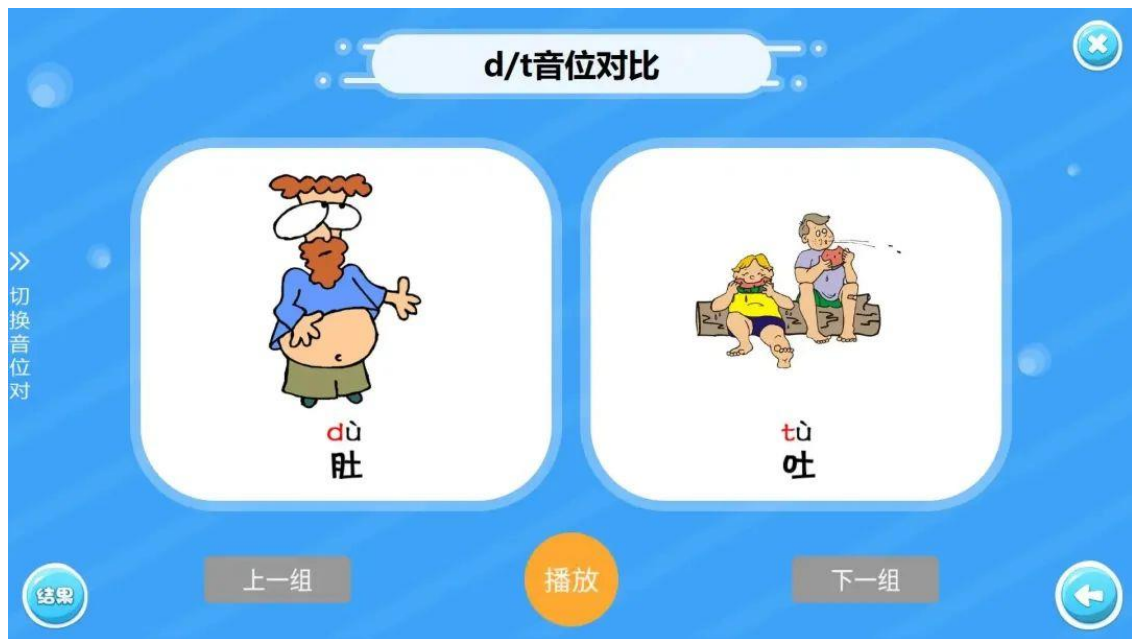 d/t音位对比
切换音位对
dù
肚
tù
吐
结果
上一组
播放
下一组